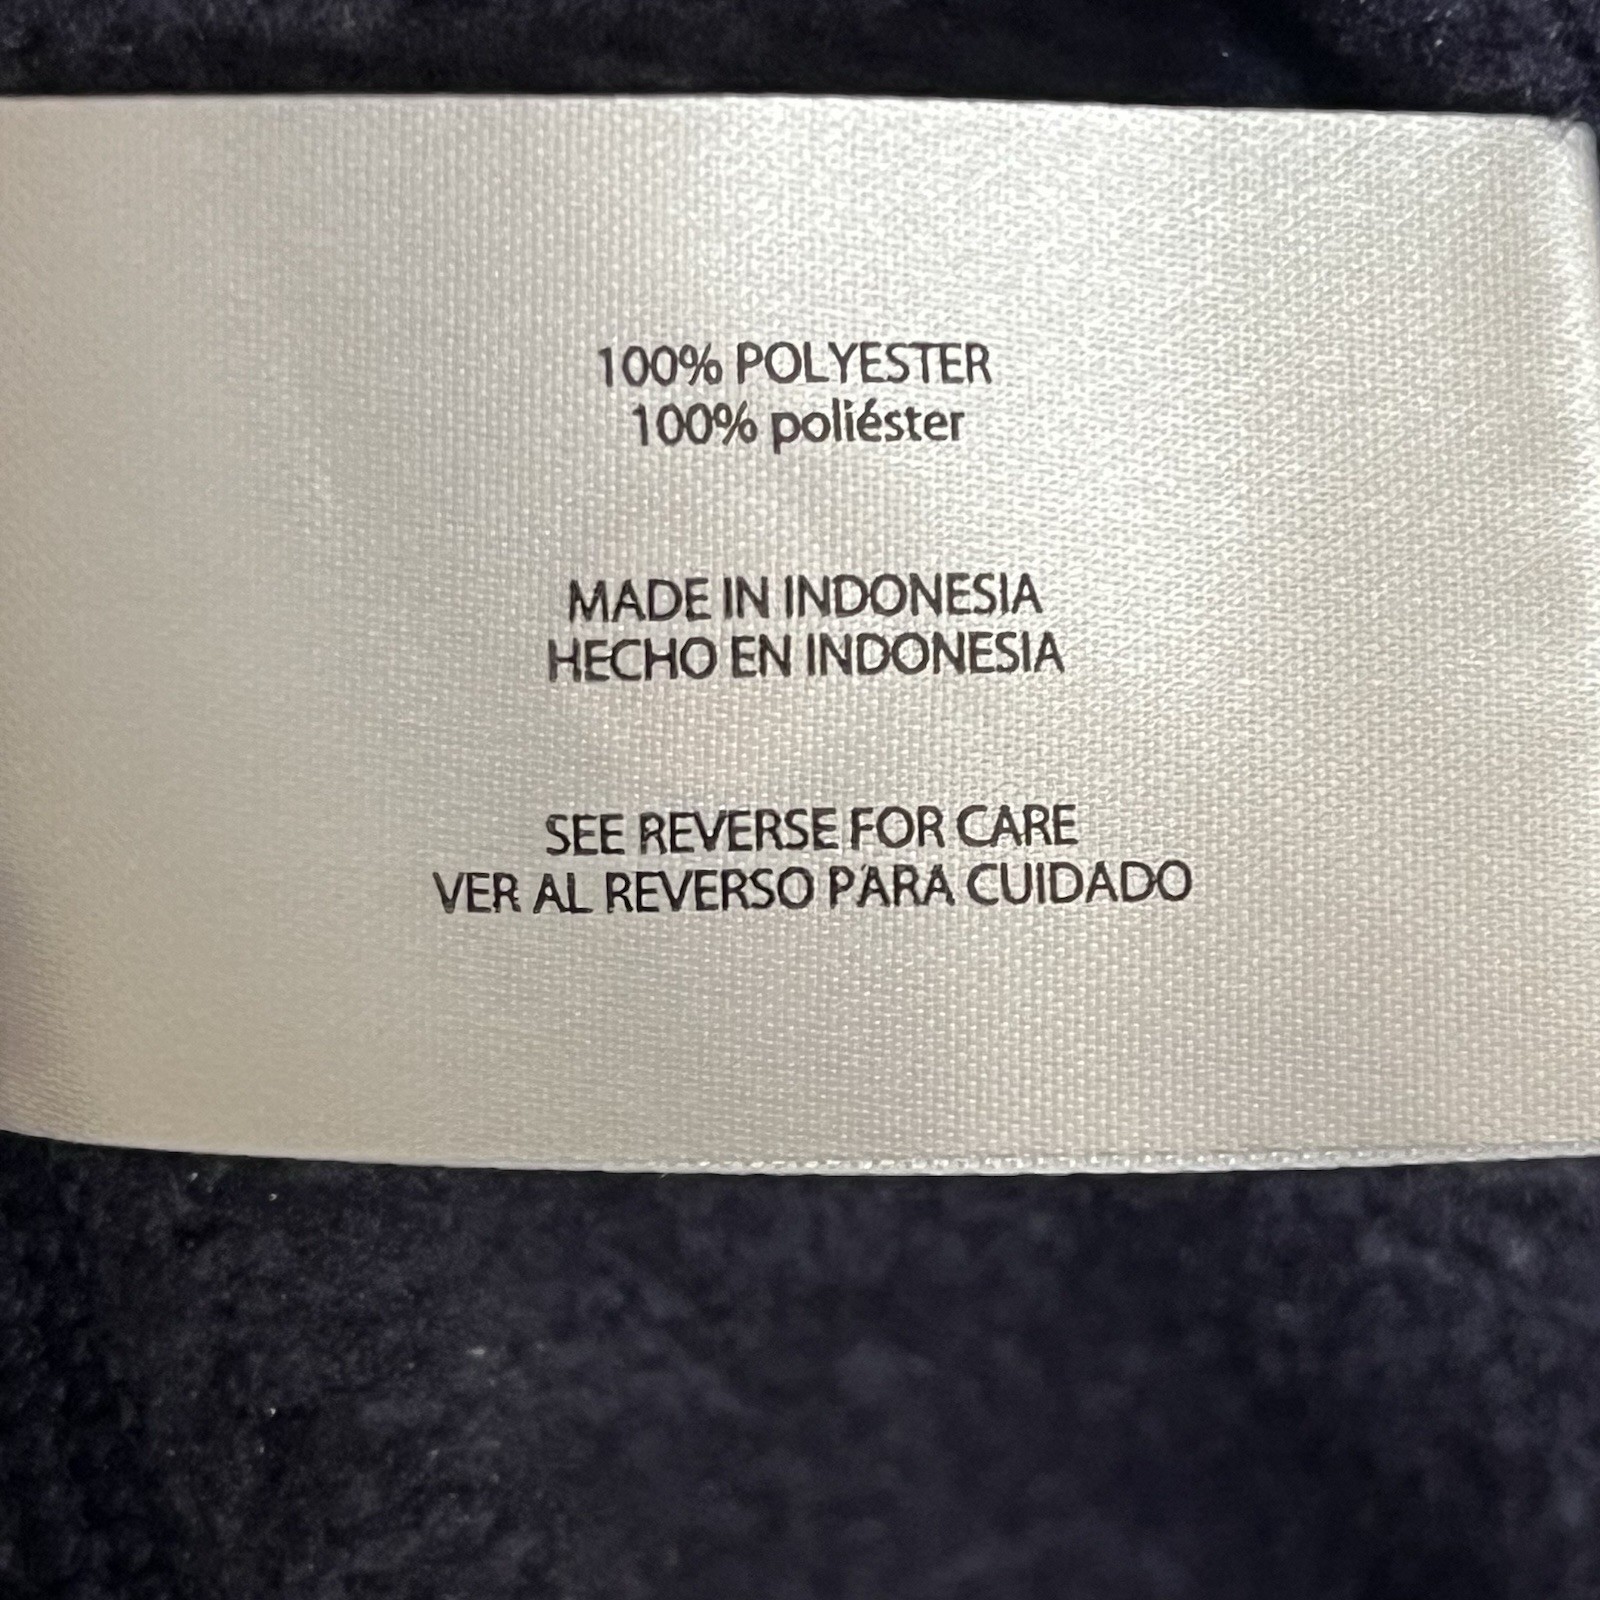 100% POLYESTER
100% poliéster
MADE IN INDONESIA
HECHO EN INDONESIA
SEE REVERSE FOR CARE
VER AL REVERSO PARA CUIDADO